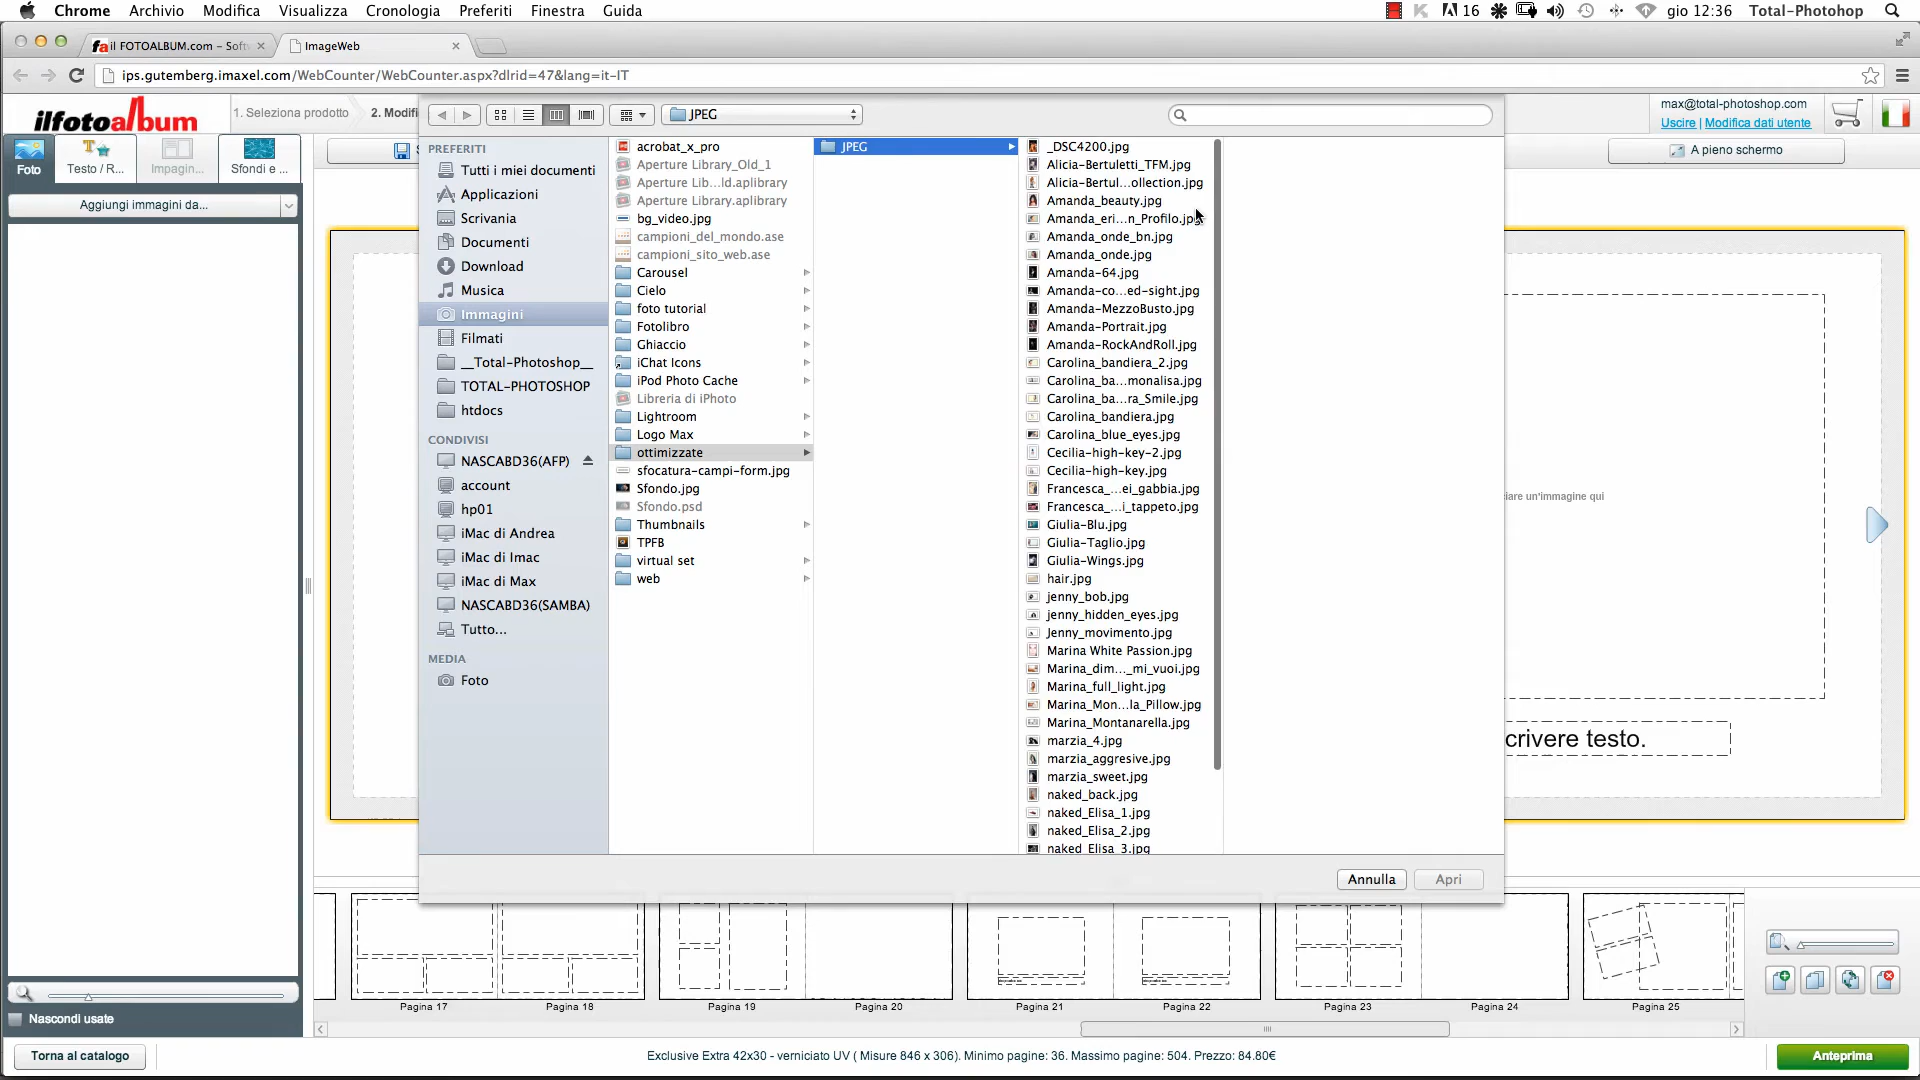 Chrome Archivio Modifica Visualizza Cronologia Preferiti Finestra Guida
16 gio 12:36 Total-Photohop
il FOTOALBUM.com – Soft
ImageWeb
ips.gutemberg.imaxel.com/WebCounter/WebCounter.aspx?dlrid=47&lang=it-IT
ilfotoalbum
1. Seleziona prodotto
2. Modifi
JPEG
max@total-photoshop.com
Uscire | Modifica dati utente
Foto
Testo / R...
Impagin...
Sfondi e ...
A pieno schermo
Aggiungi immagini da...
PREFERITI
Tutti i miei documenti
Applicazioni
Scrivania
Documenti
Download
Musica
Immagini
Filmati
__Total-Photoshop__
TOTAL-PHOTOSHOP
htdocs
CONDIVISI
NASCABD36(AFP)
account
hp01
iMac di Andrea
iMac di Imac
iMac di Max
NASCABD36(SAMBA)
Tutto...
MEDIA
Foto
acrobat_x_pro
Aperture Library_Old_1
Aperture Lib...ld.aplibrary
Aperture Library.aplibrary
bg_video.jpg
campioni_del_mondo.ase
campioni_sito_web.ase
Carousel
Cielo
foto tutorial
Fotolibro
Ghiaccio
iChat Icons
iPod Photo Cache
Libreria di iPhoto
Lightroom
Logo Max
ottimizzate
sfocatura-campi-form.jpg
Sfondo.jpg
Sfondo.psd
Thumbnails
TPFB
virtual set
web
JPEG
_DSC4200.jpg
Alicia-Bertuletti_TFM.jpg
Alicia-Bertul...ollection.jpg
Amanda_beauty.jpg
Amanda_eri...n_Profilo.jpg
Amanda_onde_bn.jpg
Amanda_onde.jpg
Amanda-64.jpg
Amanda-co...ed-sight.jpg
Amanda-MezzoBusto.jpg
Amanda-Portrait.jpg
Amanda-RockAndRoll.jpg
Carolina_bandiera_2.jpg
Carolina_ba...monalisa.jpg
Carolina_ba...ra_Smile.jpg
Carolina_bandiera.jpg
Carolina_blue_eyes.jpg
Cecilia-high-key-2.jpg
Cecilia-high-key.jpg
Francesca_...ei_gabbia.jpg
Francesca_...i_tappeto.jpg
Giulia-Blu.jpg
Giulia-Taglio.jpg
Giulia-Wings.jpg
hair.jpg
jenny_bob.jpg
jenny_hidden_eyes.jpg
Jenny_movimento.jpg
Marina White Passion.jpg
Marina_dim..._mi_vuoi.jpg
Marina_full_light.jpg
Marina_Mon...la_Pillow.jpg
Marina_Montanarella.jpg
marzia_4.jpg
marzia_aggresive.jpg
marzia_sweet.jpg
naked_back.jpg
naked_Elisa_1.jpg
naked_Elisa_2.jpg
naked_Elisa_3.jpg
iare un'immagine qui
crivere testo.
Annulla
Apri
Pagina 17
Pagina 18
Pagina 19
Pagina 20
Pagina 21
Pagina 22
Pagina 23
Pagina 24
Pagina 25
Nascondi usate
Torna al catalogo
Exclusive Extra 42x30 - verniciato UV ( Misure 846 x 306). Minimo pagine: 36. Massimo pagine: 504. Prezzo: 84.80€
Anteprima